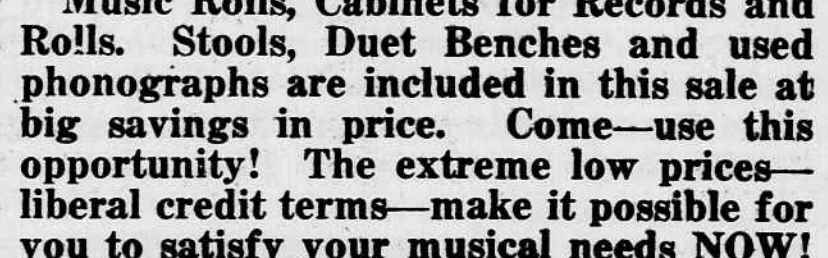 Music Rolls, Cabinets for Records and
Rolls. Stools, Duet Benches and used
phonographs are included in this sale at
big savings in price. Come—use this
opportunity! The extreme low prices—
liberal credit terms—make it possible for
you to satisfy your musical needs NOW!